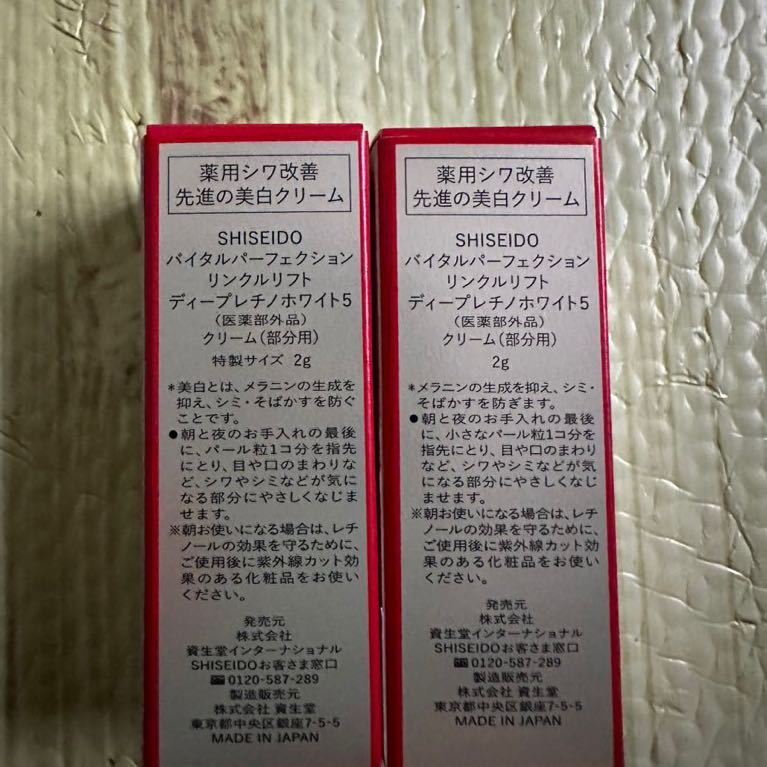 薬用シワ改善
先進の美白クリーム
SHISEIDO
バイタルパーフェクション
リンクルリフト
ディープレチノホワイト5
（医薬部外品）
クリーム（部分用）
特製サイズ 2g
＊美白とは、メラニンの生成を
抑え、シミ・そばかすを防ぐ
ことです。
●朝と夜のお手入れの最後
に、パール粒1コ分を指先
にとり、目や口のまわりな
ど、シワやシミなどが気に
なる部分にやさしくなじま
せます。
※朝お使いになる場合は、レチ
ノールの効果を守るために、
ご使用後に紫外線カット効
果のある化粧品をお使い
ください。
発売元
株式会社
資生堂インターナショナル
SHISEIDOお客さま窓口
0120-587-289
製造販売元
株式会社 資生堂
東京都中央区銀座7-5-5
MADE IN JAPAN
薬用シワ改善
先進の美白クリーム
SHISEIDO
バイタルパーフェクション
リンクルリフト
ディープレチノホワイト5
（医薬部外品）
クリーム（部分用）
2g
＊メラニンの生成を抑え、シミ・
そばかすを防ぎます。
●朝と夜のお手入れの最後
に、小さなパール粒1コ分を
指先にとり、目や口のまわり
など、シワやシミなどが気に
なる部分にやさしくなじ
ませます。
※朝お使いになる場合は、レチ
ノールの効果を守るために、
ご使用後に紫外線カット効
果のある化粧品をお使いく
ださい。
発売元
株式会社
資生堂インターナショナル
SHISEIDOお客さま窓口
0120-587-289
製造販売元
株式会社 資生堂
東京都中央区銀座7-5-5
MADE IN JAPAN